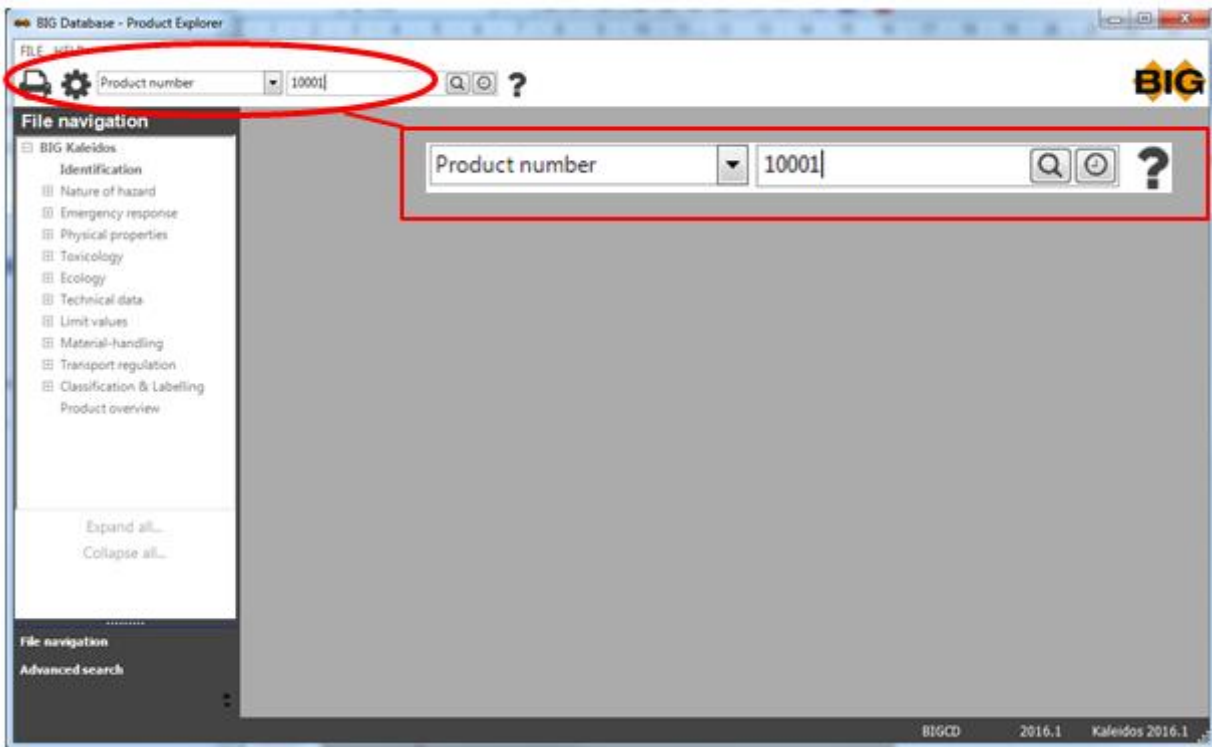 BIG Database - Product Explorer
FILE HELP
Product number 10001 ?
BIG
File navigation
Product number 10001 ?
BIG Kaleidos
Identification
Nature of hazard
Emergency response
Physical properties
Toxicology
Ecology
Technical data
Limit values
Material-handling
Transport regulation
Classification & Labelling
Product overview
Expand all...
Collapse all...
File navigation
Advanced search
BIGCD 2016.1 Kaleidos 2016.1